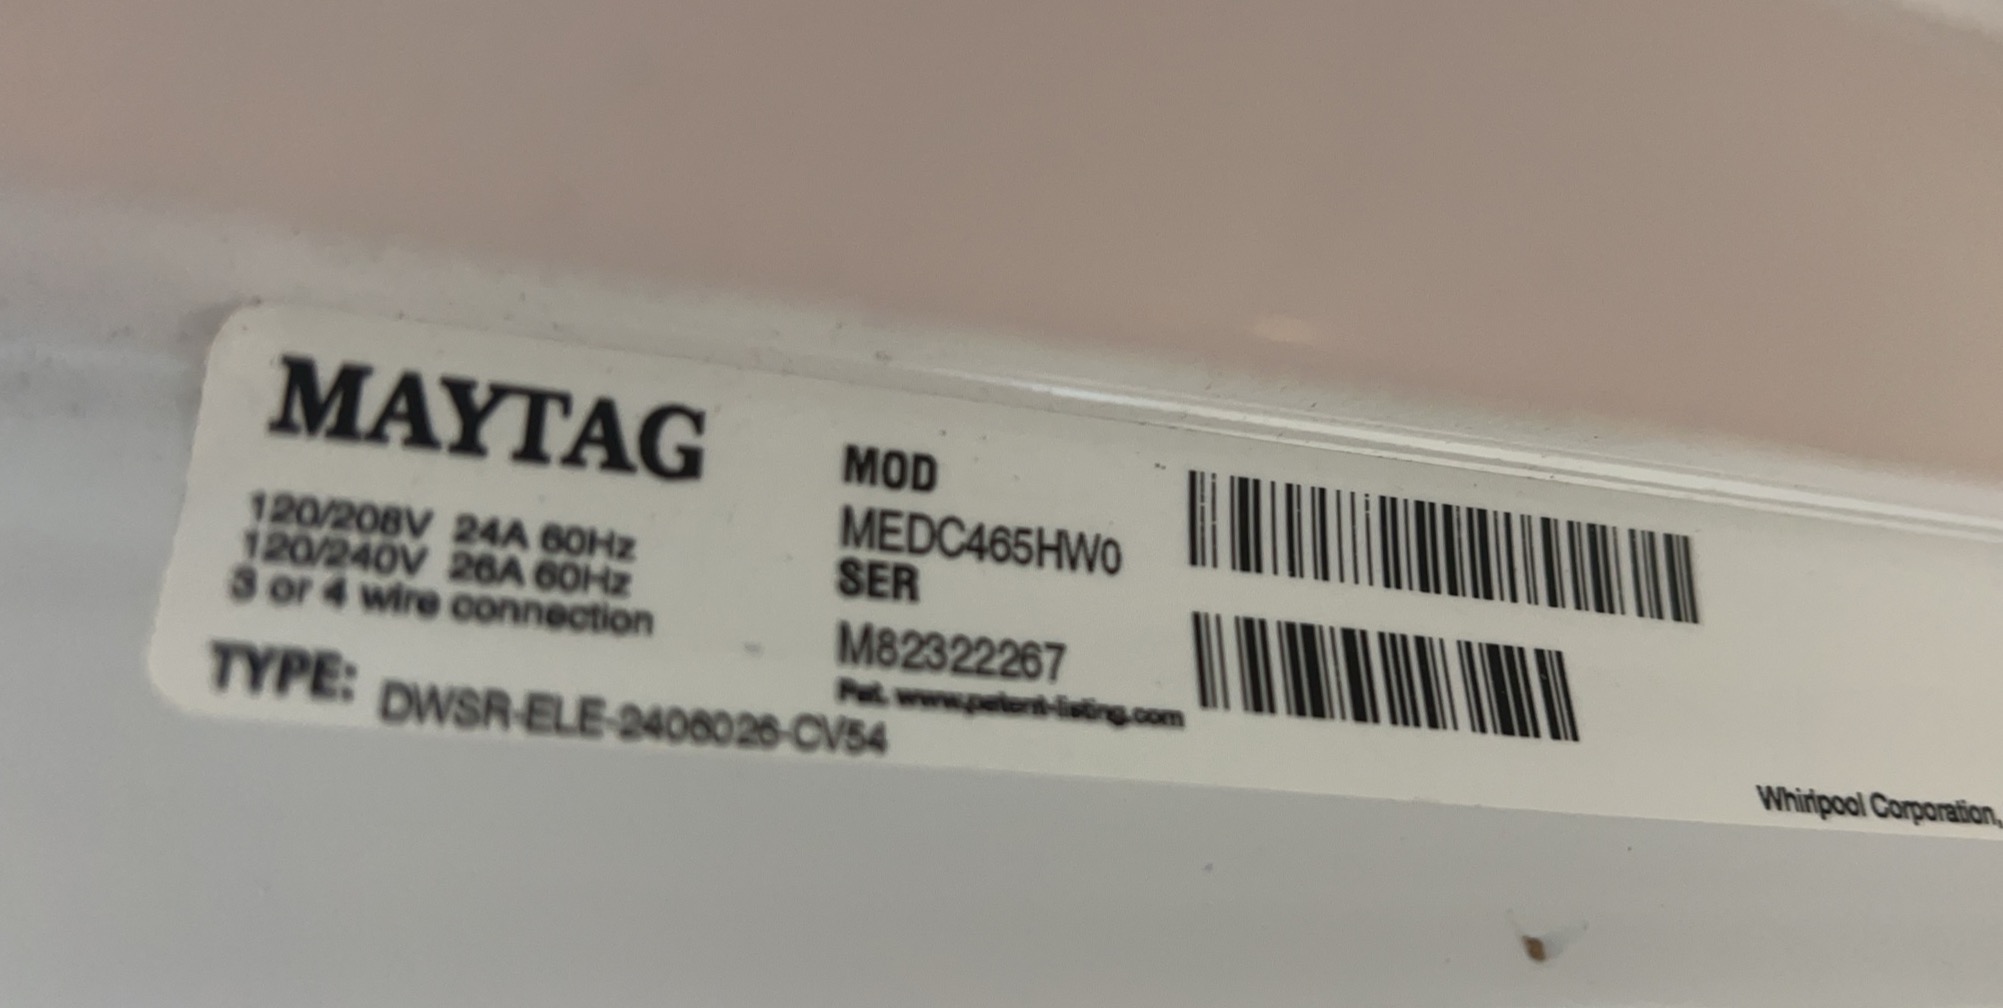 MAYTAG
120/208V 24A 60Hz
120/240V 26A 60Hz
3 or 4 wire connection
TYPE: DWSR-ELE-2406026-CV54
MOD
MEDC465HW0
SER
M82322267
Pat. www.patent-listing.com
Whirlpool Corporation,